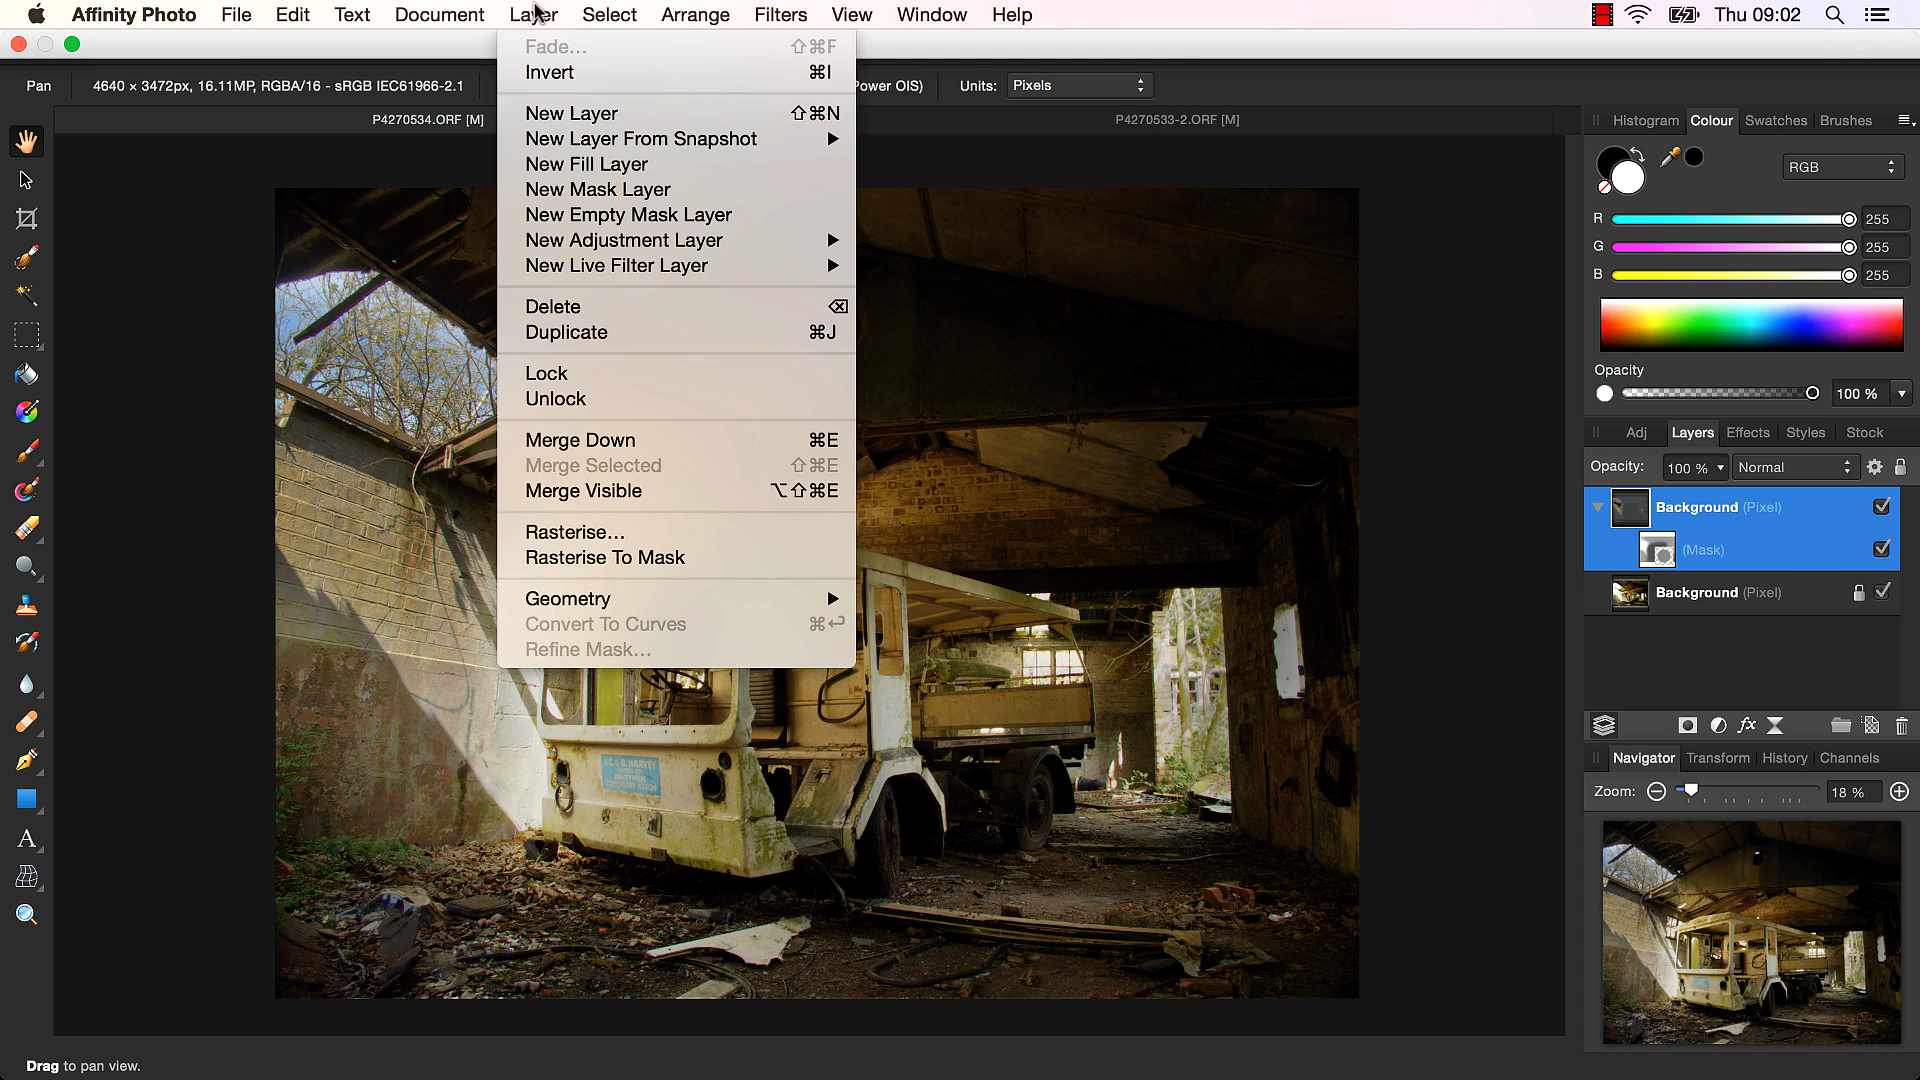 Affinity Photo File Edit Text Document Layer Select Arrange Filters View Window Help Thu 09:02
Pan 4640 × 3472px, 16.11MP, RGBA/16 - sRGB IEC61966-2.1 Power OIS) Units: Pixels
P4270534.ORF [M] P4270533-2.ORF [M]
Fade... ⇧⌘F
Invert ⌘I
New Layer ⇧⌘N
New Layer From Snapshot
New Fill Layer
New Mask Layer
New Empty Mask Layer
New Adjustment Layer
New Live Filter Layer
Delete ⌫
Duplicate ⌘J
Lock
Unlock
Merge Down ⌘E
Merge Selected ⇧⌘E
Merge Visible ⌥⇧⌘E
Rasterise...
Rasterise To Mask
Geometry
Convert To Curves ⌘↩
Refine Mask...
J.C.& B. HARVEY
Histogram Colour Swatches Brushes
RGB
R 255
G 255
B 255
Opacity
100 %
Adj Layers Effects Styles Stock
Opacity: 100 % Normal
Background (Pixel)
(Mask)
Background (Pixel)
fx
Navigator Transform History Channels
Zoom: 18 %
A
Drag to pan view.